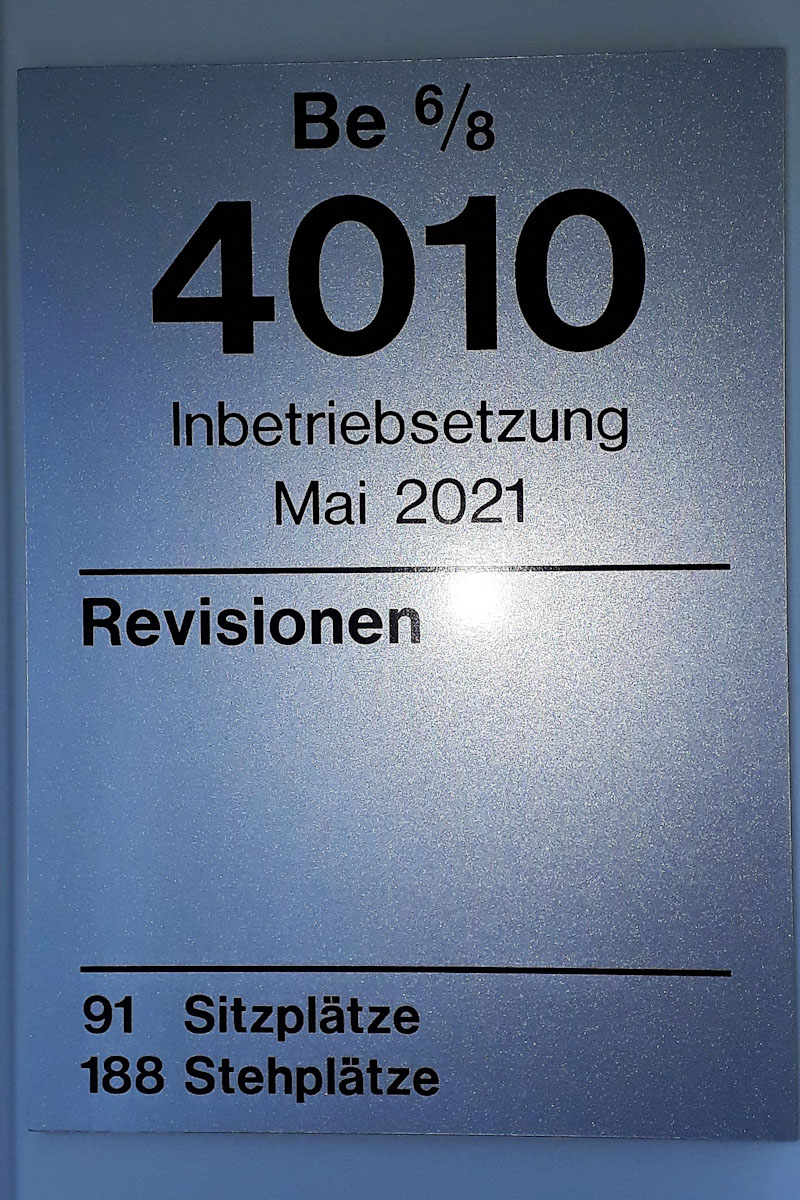 Be 6/8
4010
Inbetriebsetzung
Mai 2021
Revisionen
91 Sitzplätze
188 Stehplätze